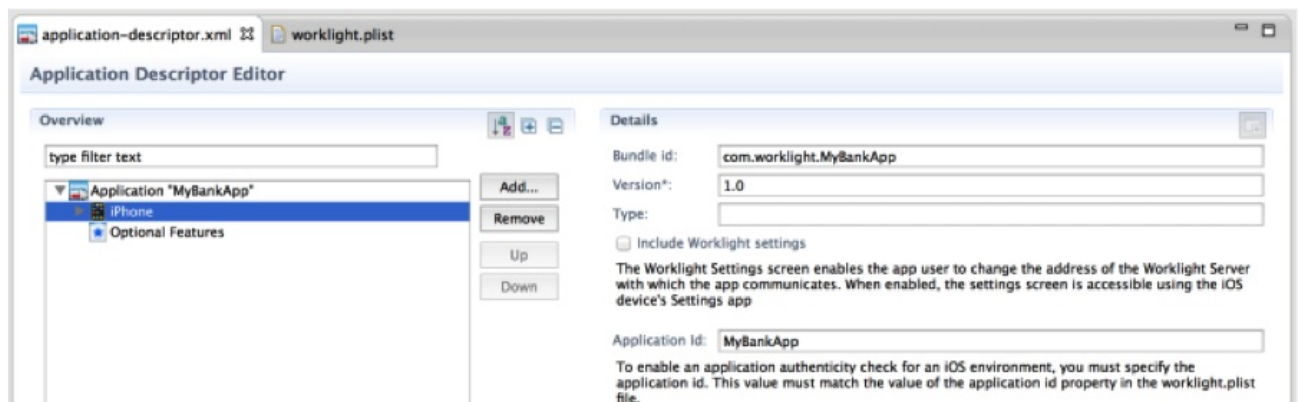 application-descriptor.xml
worklight.plist
Application Descriptor Editor
Overview
type filter text
Application "MyBankApp"
iPhone
Optional Features
Add...
Remove
Up
Down
Details
Bundle id: com.worklight.MyBankApp
Version*: 1.0
Type:
Include Worklight settings
The Worklight Settings screen enables the app user to change the address of the Worklight Server
with which the app communicates. When enabled, the settings screen is accessible using the iOS
device's Settings app
Application Id: MyBankApp
To enable an application authenticity check for an iOS environment, you must specify the
application id. This value must match the value of the application id property in the worklight.plist
file.